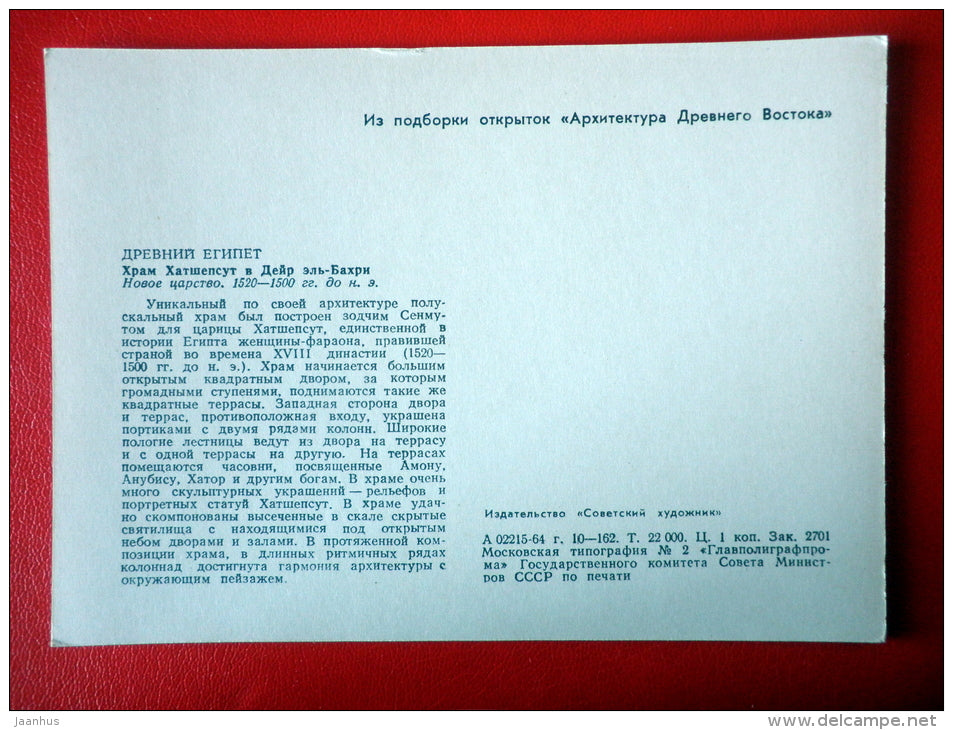 Из подборки открыток «Архитектура Древнего Востока»
ДРЕВНИЙ ЕГИПЕТ
Храм Хатшепсут в Дейр эль-Бахри
Новое царство. 1520—1500 гг. до н. э.
Уникальный по своей архитектуре полу-
скальный храм был построен зодчим Сенму-
том для царицы Хатшепсут, единственной в
истории Египта женщины-фараона, правившей
страной во времена XVIII династии (1520—
1500 гг. до н. э.). Храм начинается большим
открытым квадратным двором, за которым
громадными ступенями, поднимаются такие же
квадратные террасы. Западная сторона двора
и террас, противоположная входу, украшена
портиками с двумя рядами колонн. Широкие
пологие лестницы ведут из двора на террасу
и с одной террасы на другую. На террасах
помещаются часовни, посвященные Амону,
Анубису, Хатор и другим богам. В храме очень
много скульптурных украшений — рельефов и
портретных статуй Хатшепсут. В храме удач-
но скомпонованы высеченные в скале скрытые
святилища с находящимися под открытым
небом дворами и залами. В протяженной ком-
позиции храма, в длинных ритмичных рядах
колоннад достигнута гармония архитектуры с
окружающим пейзажем.
Издательство «Советский художник»
А 02215-64 г. 10—162. Т. 22 000. Ц. 1 коп. Зак. 2701
Московская типография № 2 «Главполиграфпро-
ма» Государственного комитета Совета Минист-
ров СССР по печати
jaanhus
www.delcampe.net